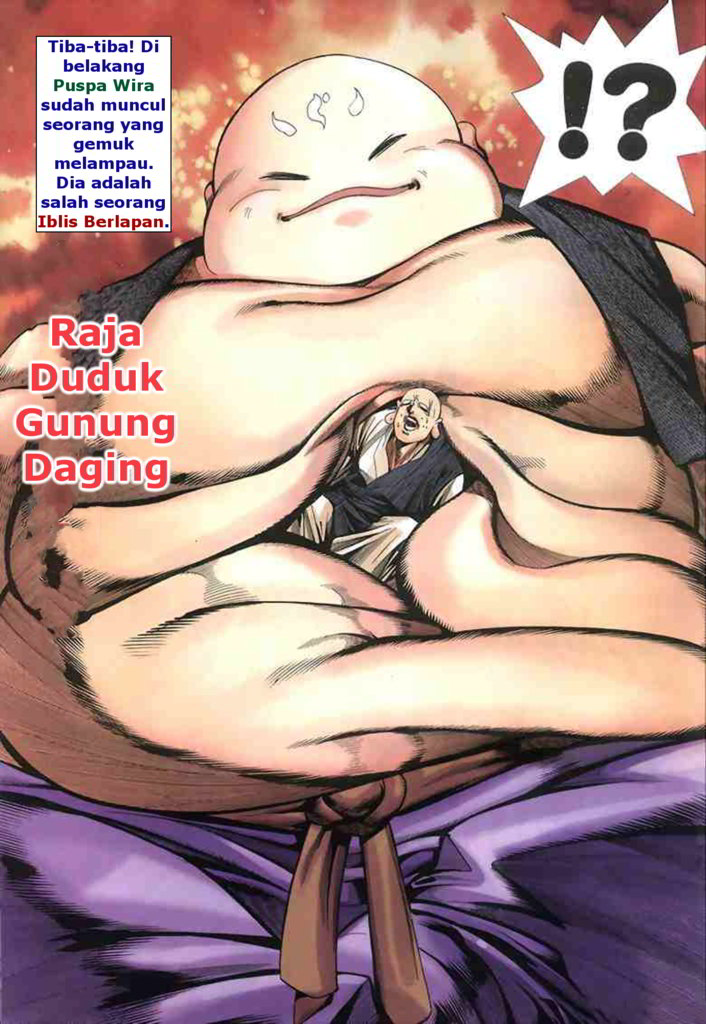 Tiba-tiba! Di
belakang
Puspa Wira
sudah muncul
seorang yang
gemuk
melampau.
Dia adalah
salah seorang
Iblis Berlapan.
!?
Raja
Duduk
Gunung
Daging